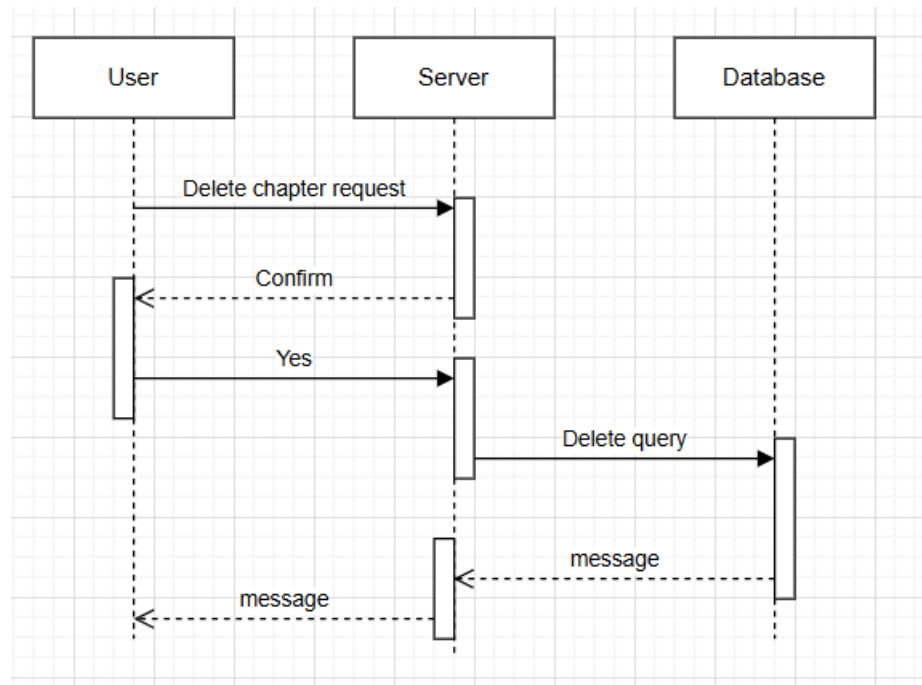 User
Server
Database
Delete chapter request
Confirm
Yes
Delete query
message
message